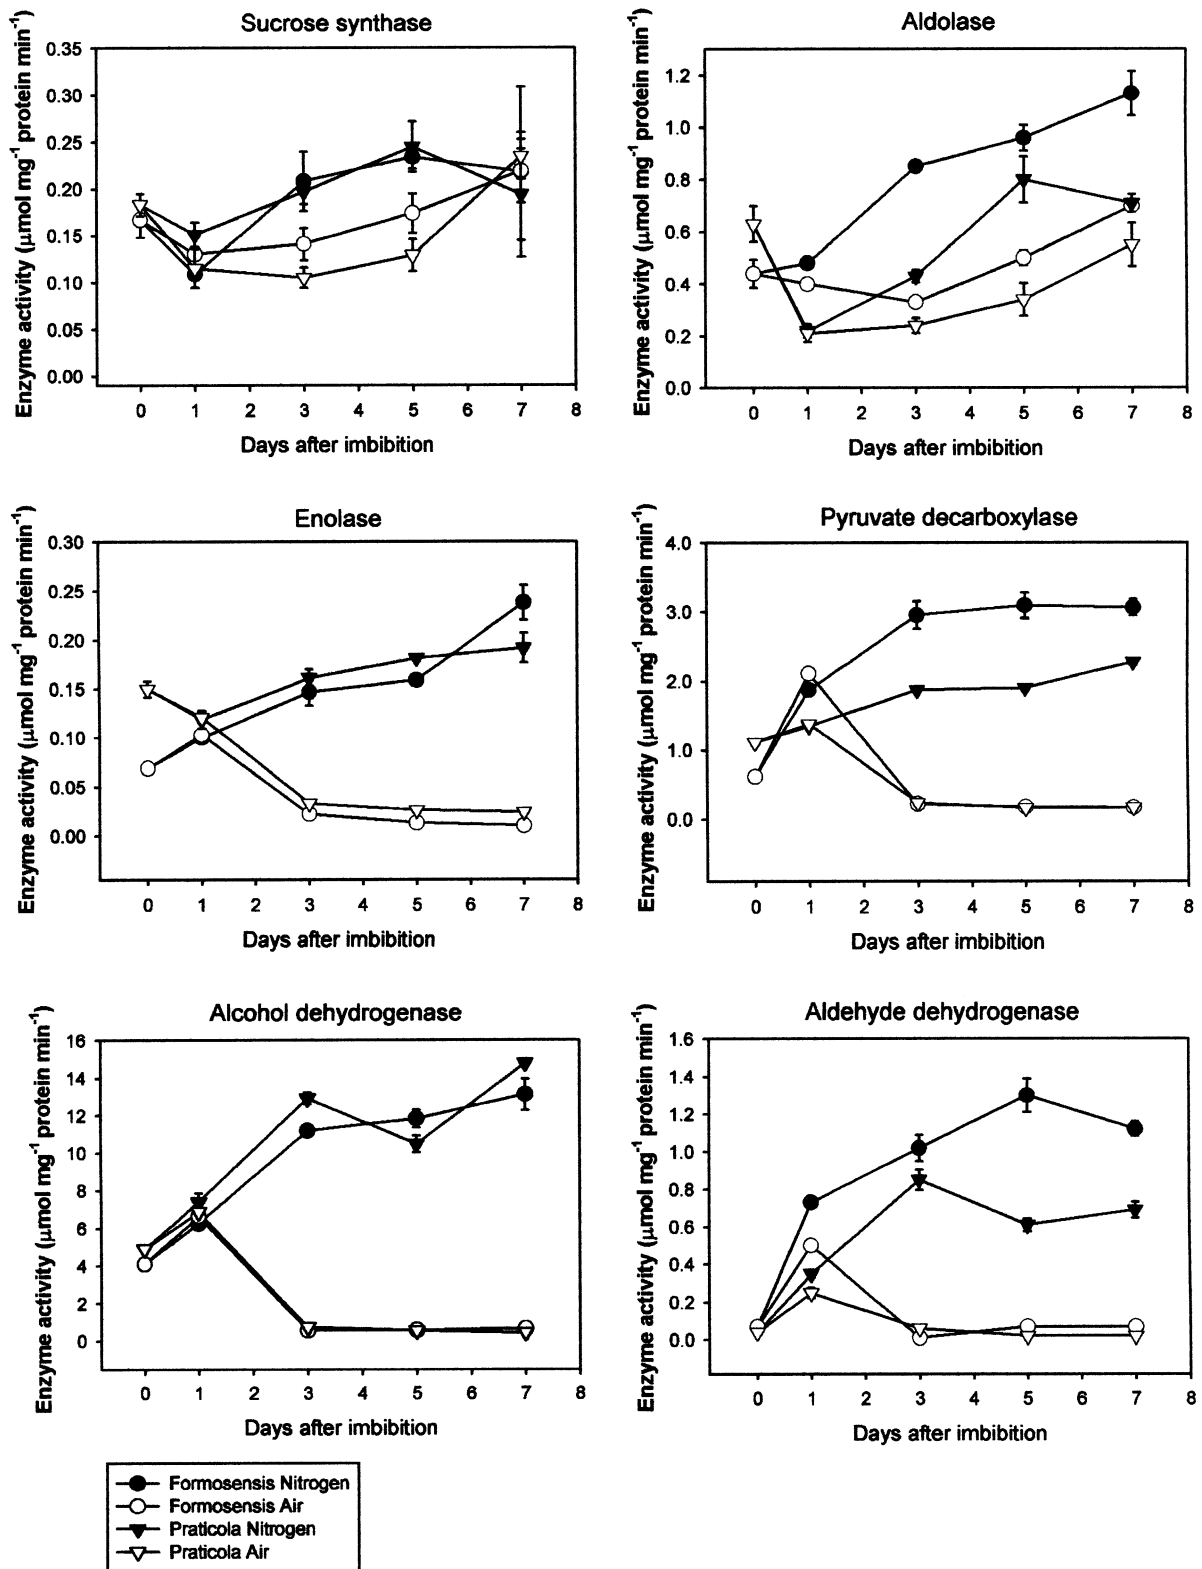 Sucrose synthase
Enzyme activity (μmol mg⁻¹ protein min⁻¹)
0.35
0.30
0.25
0.20
0.15
0.10
0.05
0.00
0 1 2 3 4 5 6 7 8
Days after imbibition
Aldolase
Enzyme activity (μmol mg⁻¹ protein min⁻¹)
1.2
1.0
0.8
0.6
0.4
0.2
0.0
0 1 2 3 4 5 6 7 8
Days after imbibition
Enolase
Enzyme activity (μmol mg⁻¹ protein min⁻¹)
0.30
0.25
0.20
0.15
0.10
0.05
0.00
0 1 2 3 4 5 6 7 8
Days after imbibition
Pyruvate decarboxylase
Enzyme activity (μmol mg⁻¹ protein min⁻¹)
4.0
3.0
2.0
1.0
0.0
0 1 2 3 4 5 6 7 8
Days after imbibition
Alcohol dehydrogenase
Enzyme activity (μmol mg⁻¹ protein min⁻¹)
16
14
12
10
8
6
4
2
0
0 1 2 3 4 5 6 7 8
Days after imbibition
Aldehyde dehydrogenase
Enzyme activity (μmol mg⁻¹ protein min⁻¹)
1.6
1.4
1.2
1.0
0.8
0.6
0.4
0.2
0.0
0 1 2 3 4 5 6 7 8
Days after imbibition
Formosensis Nitrogen
Formosensis Air
Praticola Nitrogen
Praticola Air